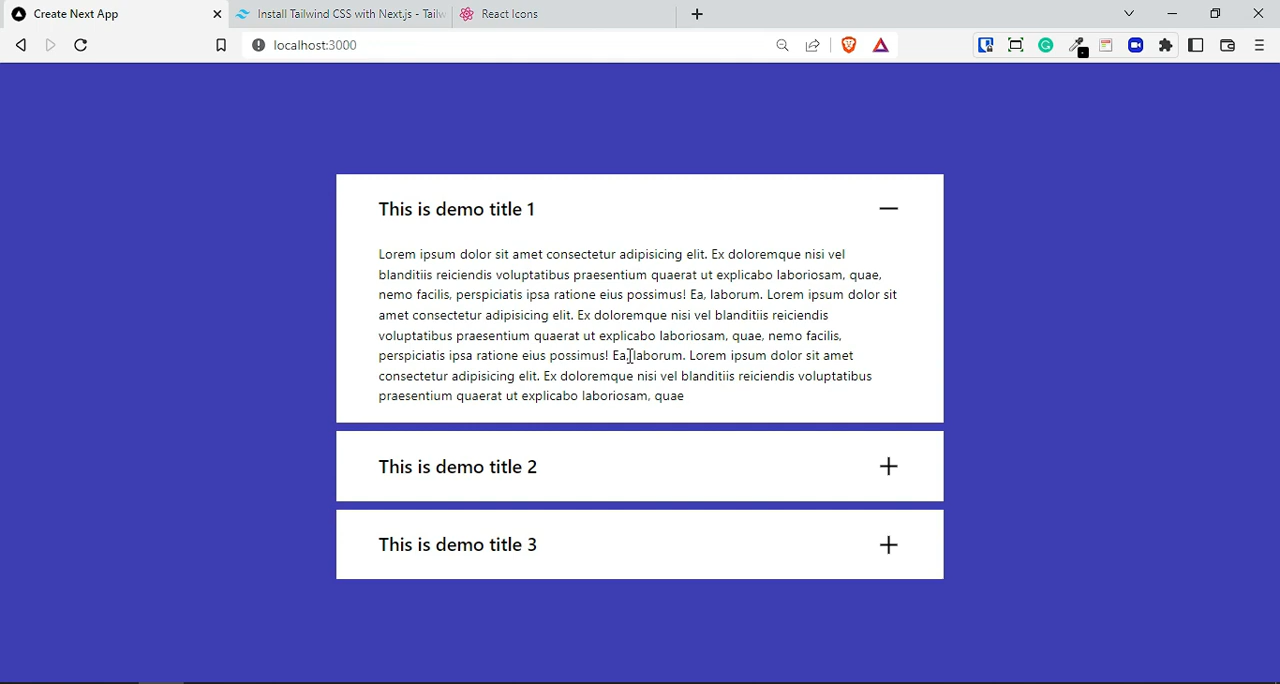 Create Next App
Install Tailwind CSS with Next.js - Tailw
React Icons
localhost:3000
This is demo title 1
Lorem ipsum dolor sit amet consectetur adipisicing elit. Ex doloremque nisi vel
blanditiis reiciendis voluptatibus praesentium quaerat ut explicabo laboriosam, quae,
nemo facilis, perspiciatis ipsa ratione eius possimus! Ea, laborum. Lorem ipsum dolor sit
amet consectetur adipisicing elit. Ex doloremque nisi vel blanditiis reiciendis
voluptatibus praesentium quaerat ut explicabo laboriosam, quae, nemo facilis,
perspiciatis ipsa ratione eius possimus! Ea, laborum. Lorem ipsum dolor sit amet
consectetur adipisicing elit. Ex doloremque nisi vel blanditiis reiciendis voluptatibus
praesentium quaerat ut explicabo laboriosam, quae
This is demo title 2
This is demo title 3